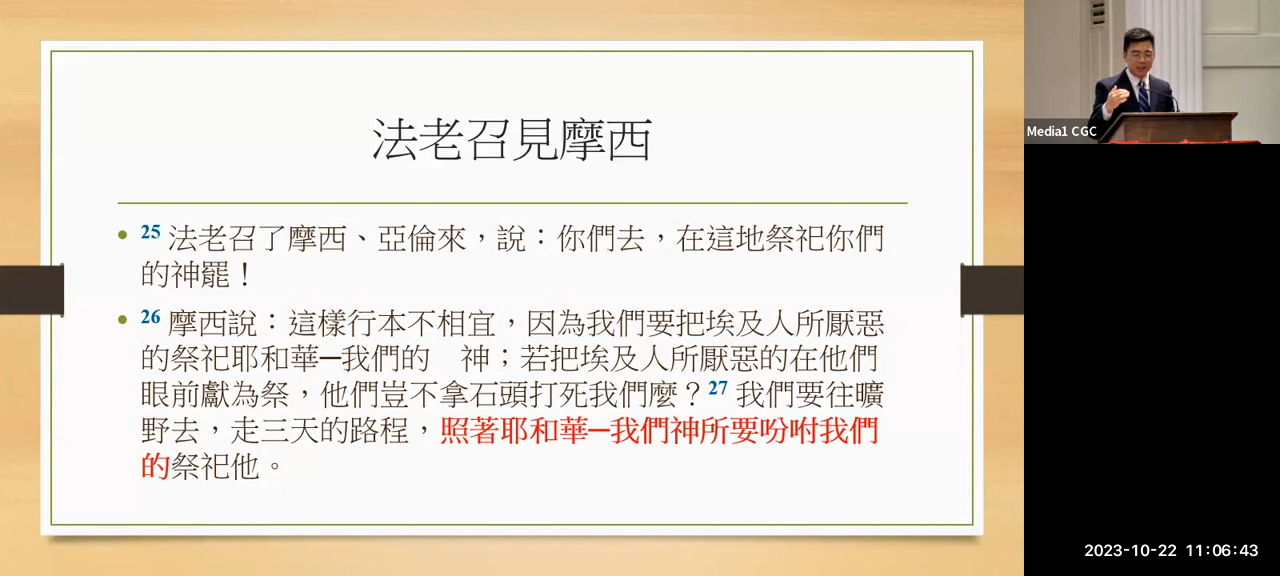 法老召見摩西
• 25 法老召了摩西、亞倫來，說：你們去，在這地祭祀你們
的神罷！
• 26 摩西說：這樣行本不相宜，因為我們要把埃及人所厭惡
的祭祀耶和華─我們的　神；若把埃及人所厭惡的在他們
眼前獻為祭，他們豈不拿石頭打死我們麼？27 我們要往曠
野去，走三天的路程，照著耶和華─我們神所要吩咐我們
的祭祀他。
Media1 CGC
2023-10-22 11:06:43